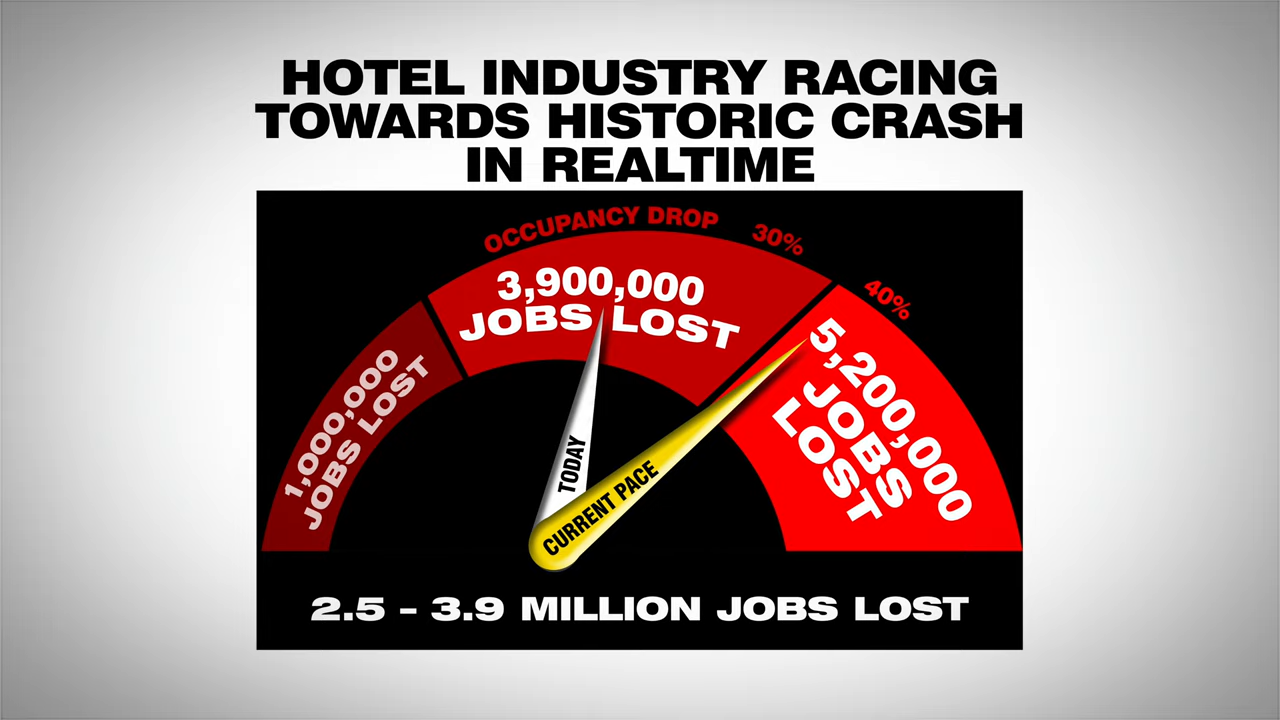 HOTEL INDUSTRY RACING
TOWARDS HISTORIC CRASH
IN REALTIME
OCCUPANCY DROP
30%
40%
1,000,000
JOBS LOST
3,900,000
JOBS LOST
5,200,000
JOBS
LOST
TODAY
CURRENT PACE
2.5 - 3.9 MILLION JOBS LOST